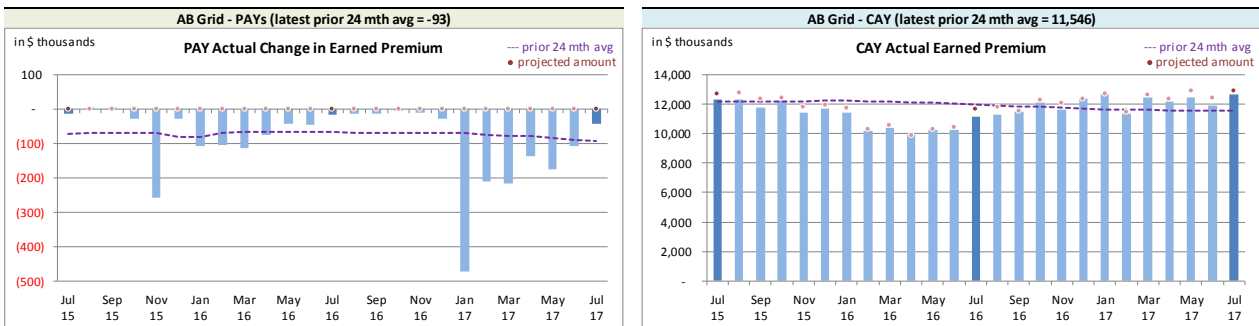 AB Grid - PAYs (latest prior 24 mth avg = -93)
in $ thousands
PAY Actual Change in Earned Premium
--- prior 24 mth avg
• projected amount
100
-
(100)
(200)
(300)
(400)
(500)
Jul 15
Sep 15
Nov 15
Jan 16
Mar 16
May 16
Jul 16
Sep 16
Nov 16
Jan 17
Mar 17
May 17
Jul 17
AB Grid - CAY (latest prior 24 mth avg = 11,546)
in $ thousands
CAY Actual Earned Premium
--- prior 24 mth avg
• projected amount
14,000
12,000
10,000
8,000
6,000
4,000
2,000
-
Jul 15
Sep 15
Nov 15
Jan 16
Mar 16
May 16
Jul 16
Sep 16
Nov 16
Jan 17
Mar 17
May 17
Jul 17